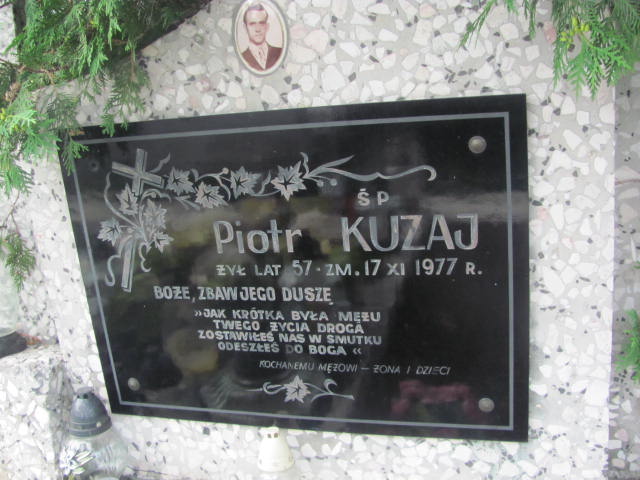 ŚP
Piotr KUZAJ
ŻYŁ LAT 57 · ZM. 17 XI 1977 R.
BOŻE, ZBAW JEGO DUSZĘ
»JAK KRÓTKA BYŁA MĘŻU
TWEGO ŻYCIA DROGA
ZOSTAWIŁEŚ NAS W SMUTKU
ODESZŁEŚ DO BOGA«
KOCHANEMU MĘŻOWI – ŻONA I DZIECI